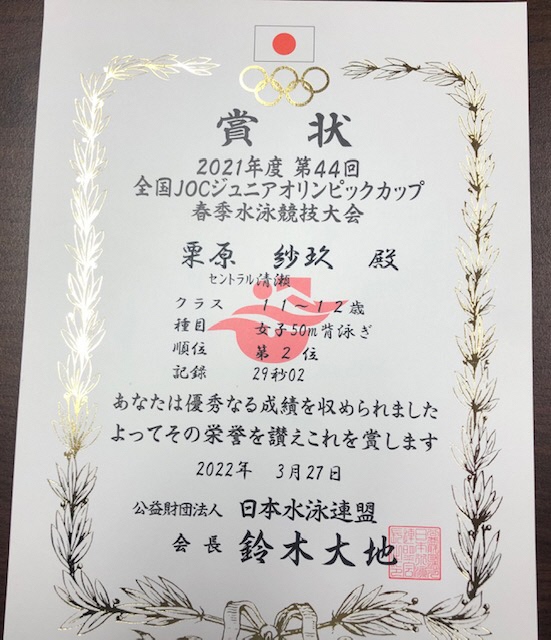 賞状
2021年度 第44回
全国JOCジュニアオリンピックカップ
春季水泳競技大会
栗原 紗玖 殿
セントラル清瀬
クラス 11〜12歳
種目 女子50m背泳ぎ
順位 第2位
記録 29秒02
あなたは優秀なる成績を収められました
よってその栄誉を讃えこれを賞します
2022年 3月27日
公益財団法人 日本水泳連盟
会長 鈴木大地